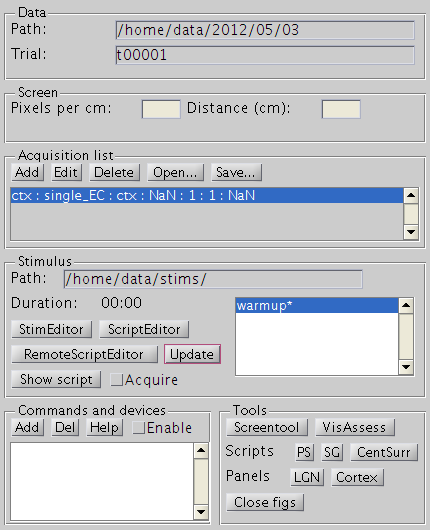 Data
Path: /home/data/2012/05/03
Trial: t00001
Screen
Pixels per cm: Distance (cm):
Acquisition list
Add Edit Delete Open... Save...
ctx : single_EC : ctx : NaN : 1 : 1 : NaN
Stimulus
Path: /home/data/stims/
Duration: 00:00
warmup*
StimEditor ScriptEditor
RemoteScriptEditor Update
Show script Acquire
Commands and devices
Add Del Help Enable
Tools
Screentool VisAssess
Scripts PS SG CentSurr
Panels LGN Cortex
Close figs